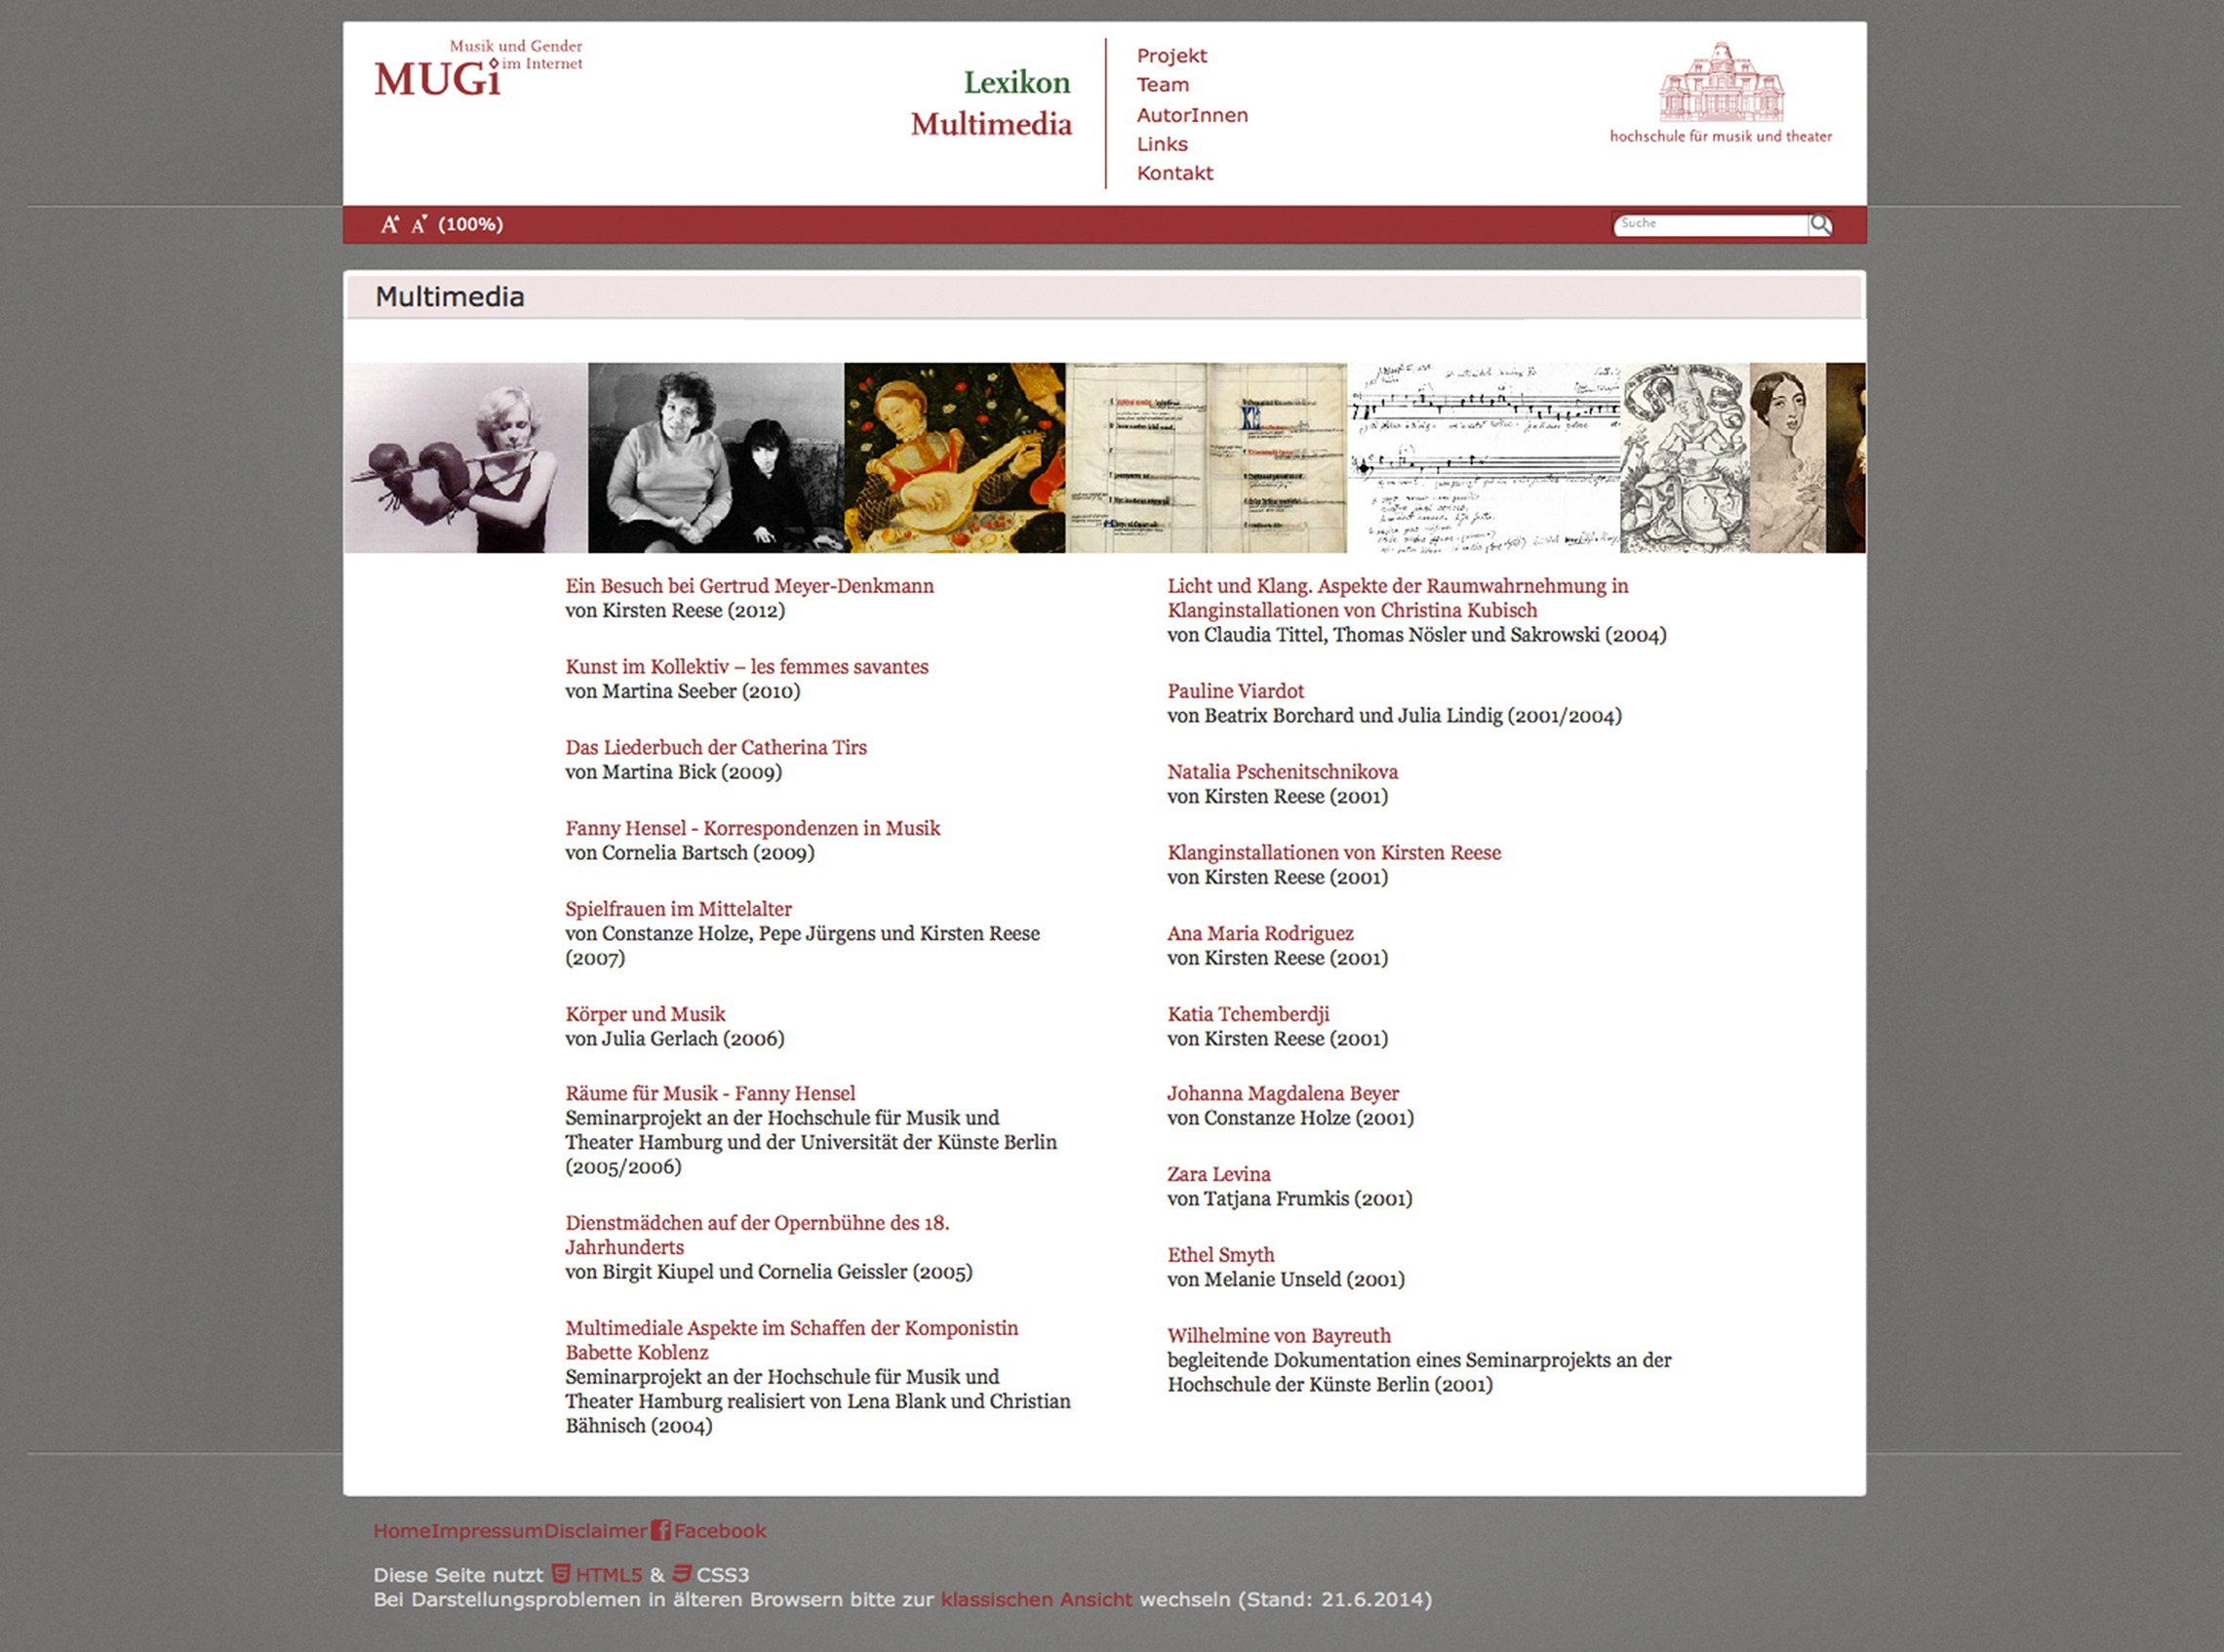 Musik und Gender
im Internet
MUGi
Lexikon
Multimedia
Projekt
Team
AutorInnen
Links
Kontakt
hochschule für musik und theater
A A (100%)
Suche
Multimedia
Ein Besuch bei Gertrud Meyer-Denkmann
von Kirsten Reese (2012)
Kunst im Kollektiv – les femmes savantes
von Martina Seeber (2010)
Das Liederbuch der Catherina Tirs
von Martina Bick (2009)
Fanny Hensel - Korrespondenzen in Musik
von Cornelia Bartsch (2009)
Spielfrauen im Mittelalter
von Constanze Holze, Pepe Jürgens und Kirsten Reese
(2007)
Körper und Musik
von Julia Gerlach (2006)
Räume für Musik - Fanny Hensel
Seminarprojekt an der Hochschule für Musik und
Theater Hamburg und der Universität der Künste Berlin
(2005/2006)
Dienstmädchen auf der Opernbühne des 18.
Jahrhunderts
von Birgit Kiupel und Cornelia Geissler (2005)
Multimediale Aspekte im Schaffen der Komponistin
Babette Koblenz
Seminarprojekt an der Hochschule für Musik und
Theater Hamburg realisiert von Lena Blank und Christian
Bähnisch (2004)
Licht und Klang. Aspekte der Raumwahrnehmung in
Klanginstallationen von Christina Kubisch
von Claudia Tittel, Thomas Nösler und Sakrowski (2004)
Pauline Viardot
von Beatrix Borchard und Julia Lindig (2001/2004)
Natalia Pschenitschnikova
von Kirsten Reese (2001)
Klanginstallationen von Kirsten Reese
von Kirsten Reese (2001)
Ana Maria Rodriguez
von Kirsten Reese (2001)
Katia Tchemberdji
von Kirsten Reese (2001)
Johanna Magdalena Beyer
von Constanze Holze (2001)
Zara Levina
von Tatjana Frumkis (2001)
Ethel Smyth
von Melanie Unseld (2001)
Wilhelmine von Bayreuth
begleitende Dokumentation eines Seminarprojekts an der
Hochschule der Künste Berlin (2001)
HomeImpressumDisclaimer Facebook
Diese Seite nutzt HTML5 & CSS3
Bei Darstellungsproblemen in älteren Browsern bitte zur klassischen Ansicht wechseln (Stand: 21.6.2014)